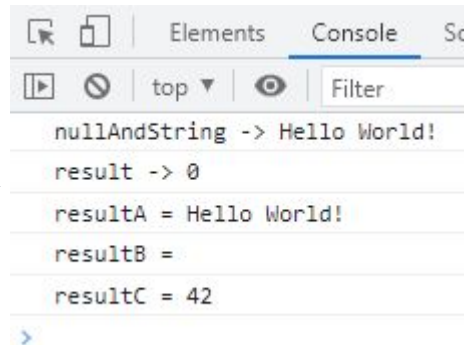 Elements Console
top Filter
nullAndString -> Hello World!
result -> 0
resultA = Hello World!
resultB =
resultC = 42
>